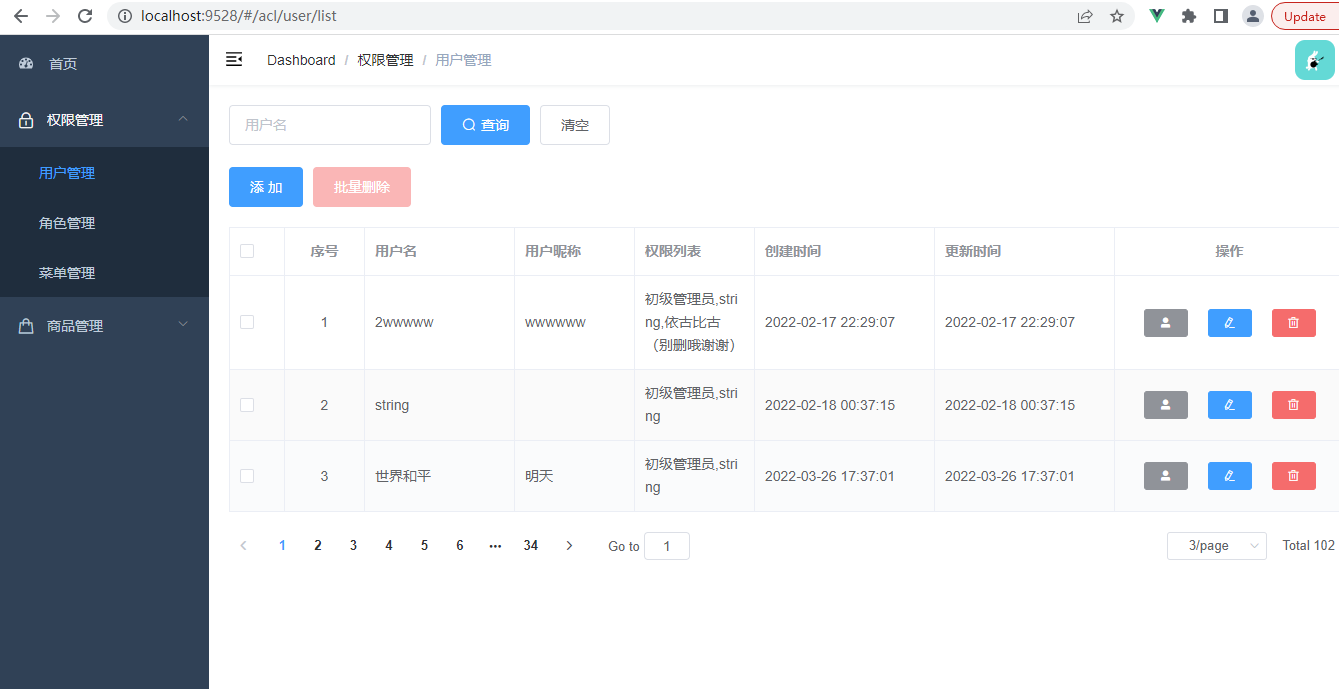 localhost:9528/#/acl/user/list
Update
首页
Dashboard / 权限管理 / 用户管理
权限管理
用户管理
角色管理
菜单管理
商品管理
用户名
查询
清空
添 加
批量删除
序号 用户名 用户昵称 权限列表 创建时间 更新时间 操作
1 2wwwww wwwwww 初级管理员,stri
ng,依古比古
（别删哦谢谢） 2022-02-17 22:29:07 2022-02-17 22:29:07
2 string 初级管理员,stri
ng 2022-02-18 00:37:15 2022-02-18 00:37:15
3 世界和平 明天 初级管理员,stri
ng 2022-03-26 17:37:01 2022-03-26 17:37:01
1 2 3 4 5 6 ••• 34 Go to 1 3/page Total 102